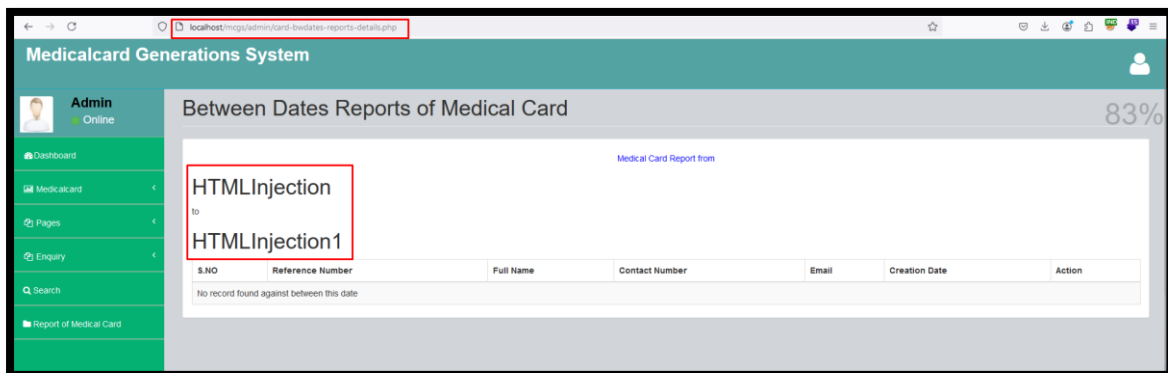 localhost/mcgs/admin/card-bwdates-reports-details.php
Medicalcard Generations System
Admin
Online
Between Dates Reports of Medical Card
83%
Dashboard
Medicalcard
Pages
Enquiry
Search
Report of Medical Card
Medical Card Report from
HTMLInjection
to
HTMLInjection1
S.NO Reference Number Full Name Contact Number Email Creation Date Action
No record found against between this date